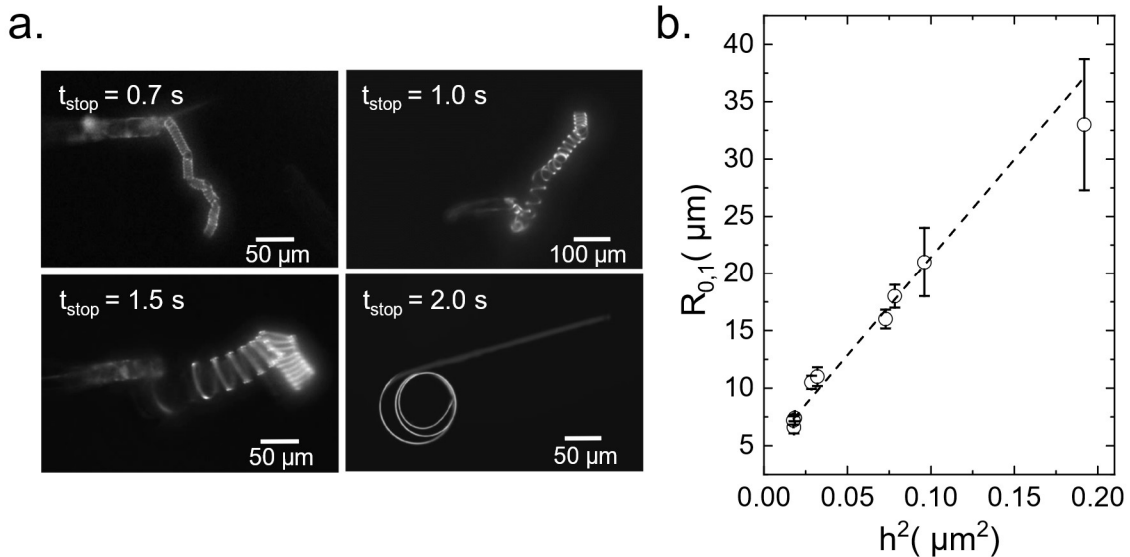 a.
t_stop = 0.7 s
50 µm
t_stop = 1.0 s
100 µm
t_stop = 1.5 s
50 µm
t_stop = 2.0 s
50 µm
b.
R_0,1( µm)
40
35
30
25
20
15
10
5
0.00 0.05 0.10 0.15 0.20
h²( µm²)